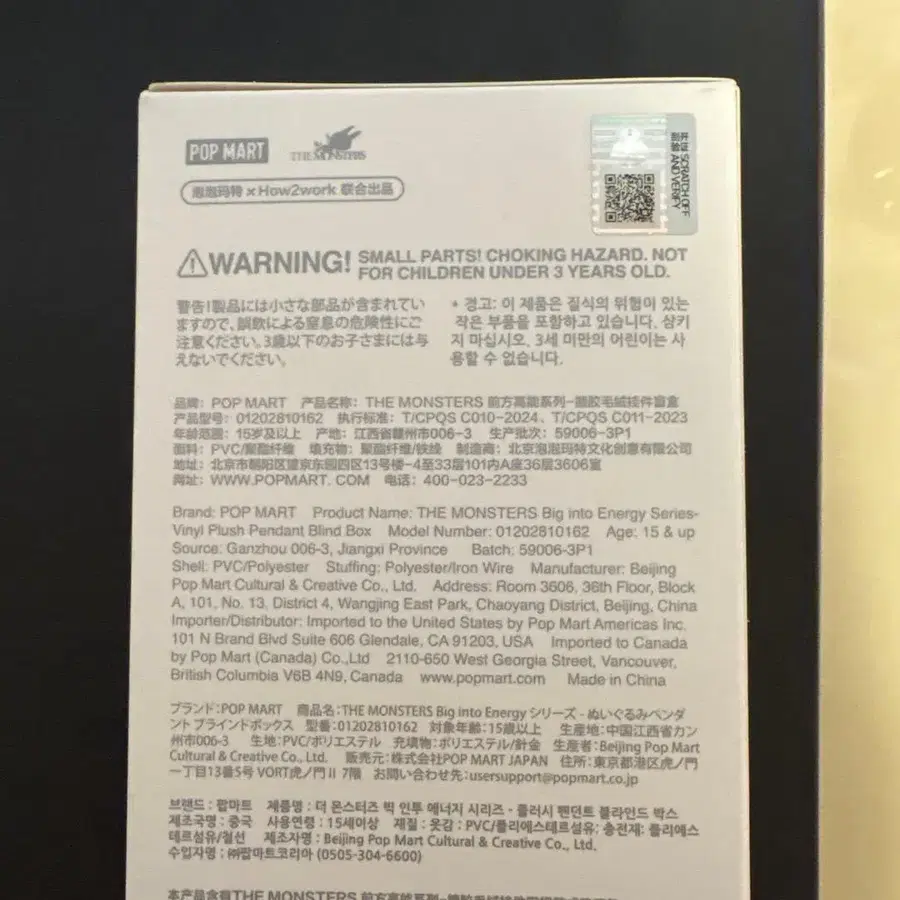 POP MART THE MONSTERS
泡泡玛特 × How2work 联合出品
SCRATCH OFF
AND VERIFY
WARNING! SMALL PARTS! CHOKING HAZARD. NOT
FOR CHILDREN UNDER 3 YEARS OLD.
警告!製品には小さな部品が含まれてい
ますので、誤飲による窒息の危険性にご
注意ください。3歳以下のお子さまには与
えないでください。
* 경고: 이 제품은 질식의 위험이 있는
작은 부품을 포함하고 있습니다. 삼키
지 마십시오. 3세 미만의 어린이는 사
용할 수 없습니다.
品牌：POP MART 产品名称：THE MONSTERS 前方高能系列-搪胶毛绒挂件盲盒
产品型号：01202810162 执行标准：T/CPQS C010-2024、T/CPQS C011-2023
年龄范围：15岁及以上 产地：江西省赣州市006-3 生产批次：59006-3P1
面料：PVC/聚酯纤维 填充物：聚酯纤维/铁线 制造商：北京泡泡玛特文化创意有限公司
地址：北京市朝阳区望京东园四区13号楼-4至33层101内A座36层3606室
网址：WWW.POPMART.COM 电话：400-023-2233
Brand: POP MART Product Name: THE MONSTERS Big into Energy Series-
Vinyl Plush Pendant Blind Box Model Number: 01202810162 Age: 15 & up
Source: Ganzhou 006-3, Jiangxi Province Batch: 59006-3P1
Shell: PVC/Polyester Stuffing: Polyester/Iron Wire Manufacturer: Beijing
Pop Mart Cultural & Creative Co., Ltd. Address: Room 3606, 36th Floor, Block
A, 101, No. 13, District 4, Wangjing East Park, Chaoyang District, Beijing, China
Importer/Distributor: Imported to the United States by Pop Mart Americas Inc.
101 N Brand Blvd Suite 606 Glendale, CA 91203, USA Imported to Canada
by Pop Mart (Canada) Co.,Ltd 2110-650 West Georgia Street, Vancouver,
British Columbia V6B 4N9, Canada www.popmart.com Made in China
ブランド：POP MART 商品名：THE MONSTERS Big into Energy シリーズ - ぬいぐるみペンダ
ント ブラインドボックス 型番：01202810162 対象年齢：15歳以上 生産地：中国江西省カン
州市006-3 生地：PVC/ポリエステル 充填物：ポリエステル/針金 生産者：Beijing Pop Mart
Cultural & Creative Co., Ltd. 販売元：株式会社POP MART JAPAN 住所：東京都港区虎ノ門
一丁目13番5号 VORT虎ノ門Ⅱ 7階 お問い合わせ先：usersupport@popmart.co.jp
브랜드 : 팝마트 제품명 : 더 몬스터즈 빅 인투 에너지 시리즈 - 플러시 펜던트 블라인드 박스
제조국명 : 중국 사용연령 : 15세이상 재질 : 옷감 : PVC/폴리에스테르섬유; 충전재: 폴리에스
테르섬유/철선 제조자명 : Beijing Pop Mart Cultural & Creative Co., Ltd.
수입자명 : ㈜팝마트코리아 (0505-304-6600)
本产品含有THE MONSTERS 前方高能系列-搪胶毛绒挂件